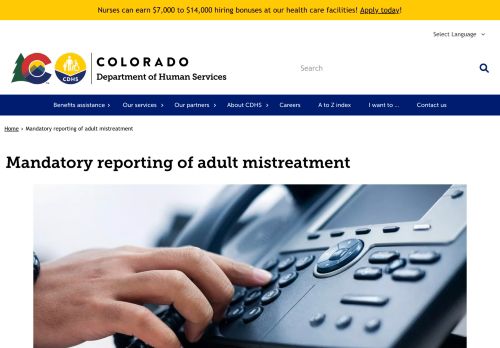 Nurses can earn $7,000 to $14,000 hiring bonuses at our health care facilities! Apply today!
Select Language
COLORADO
Department of Human Services
CDHS
Search
Benefits assistance › Our services › Our partners › About CDHS › Careers A to Z index I want to ... Contact us
Home › Mandatory reporting of adult mistreatment
Mandatory reporting of adult mistreatment